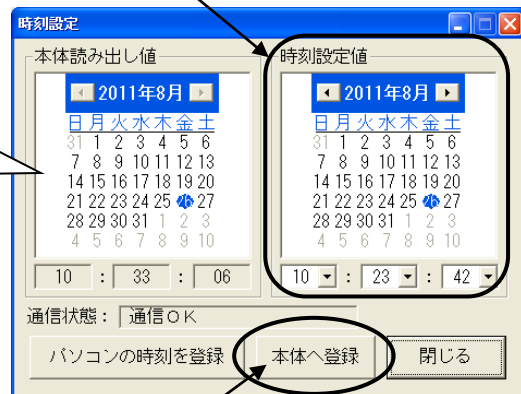 時刻設定
本体読み出し値
2011年8月
日 月 火 水 木 金 土
31 1 2 3 4 5 6
7 8 9 10 11 12 13
14 15 16 17 18 19 20
21 22 23 24 25 26 27
28 29 30 31 1 2 3
4 5 6 7 8 9 10
10 : 33 : 06
時刻設定値
2011年8月
日 月 火 水 木 金 土
31 1 2 3 4 5 6
7 8 9 10 11 12 13
14 15 16 17 18 19 20
21 22 23 24 25 26 27
28 29 30 31 1 2 3
4 5 6 7 8 9 10
10 : 23 : 42
通信状態： 通信ＯＫ
パソコンの時刻を登録 本体へ登録 閉じる